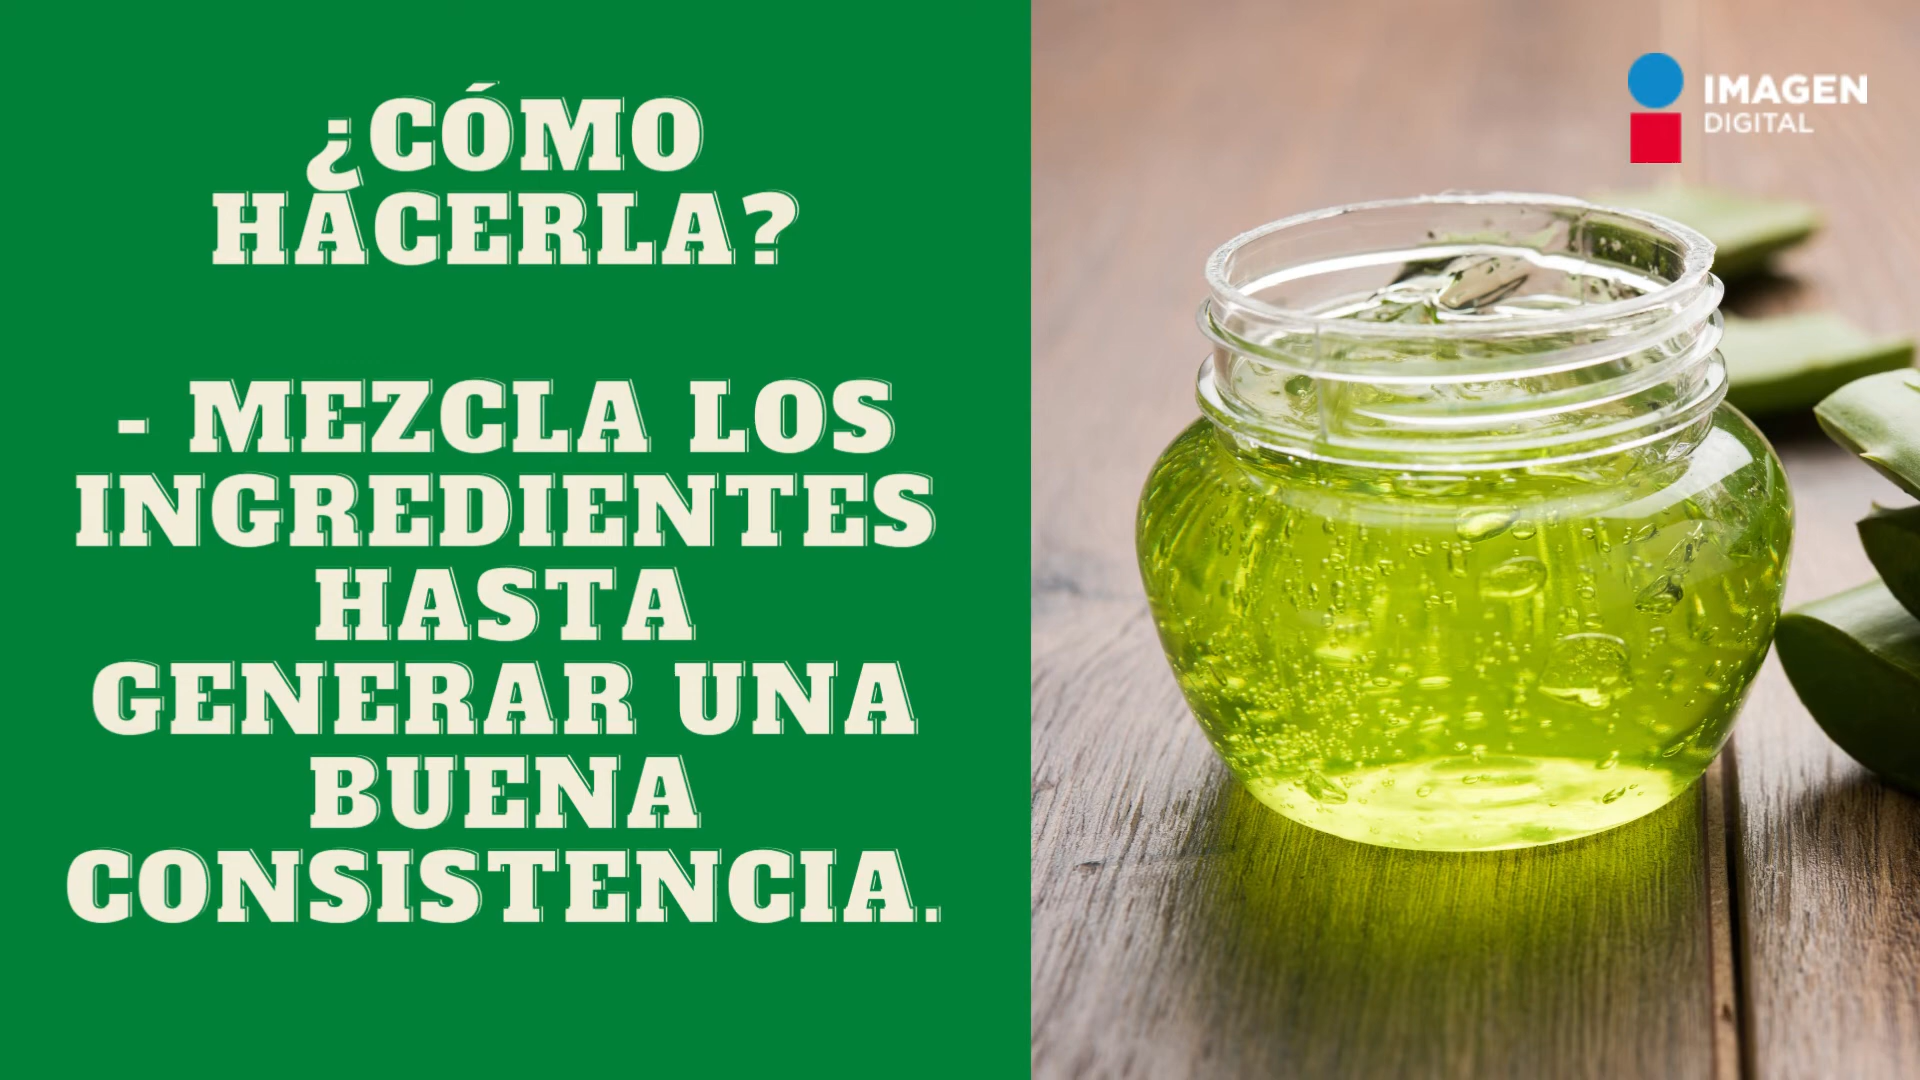 ¿CÓMO
HACERLA?
- MEZCLA LOS
INGREDIENTES
HASTA
GENERAR UNA
BUENA
CONSISTENCIA.
IMAGEN
DIGITAL